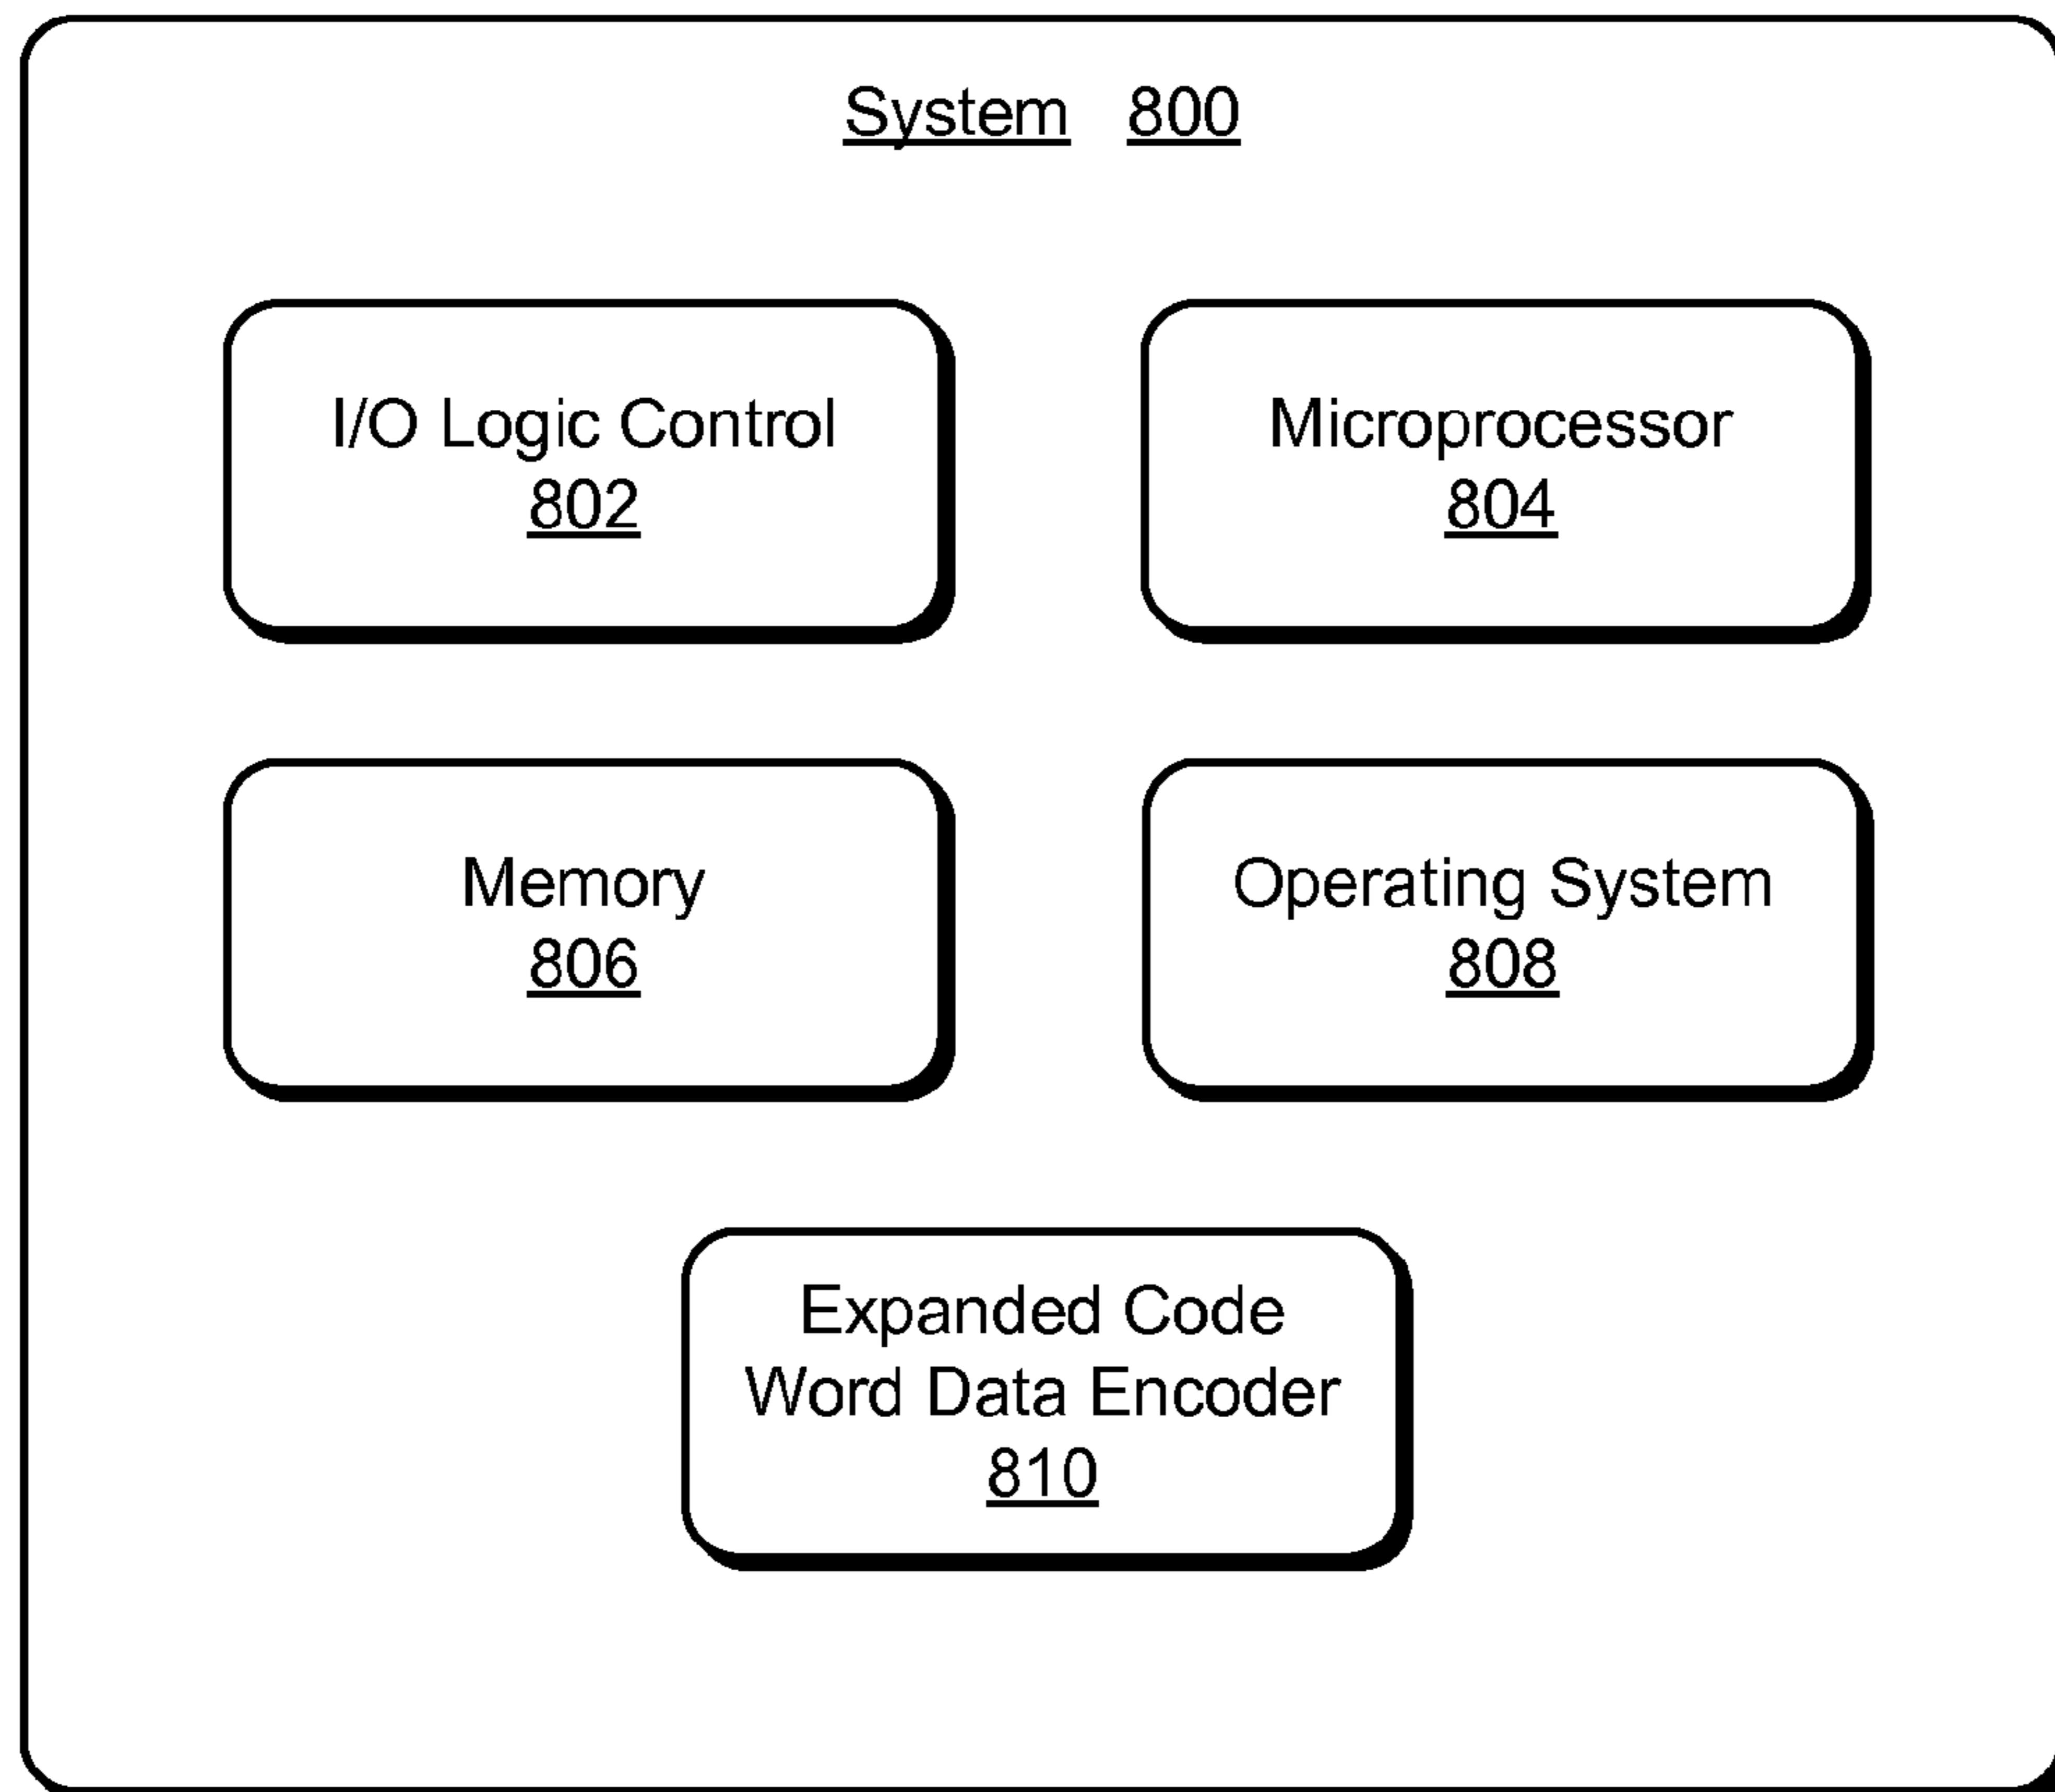 System 800
I/O Logic Control
802
Microprocessor
804
Memory
806
Operating System
808
Expanded Code
Word Data Encoder
810